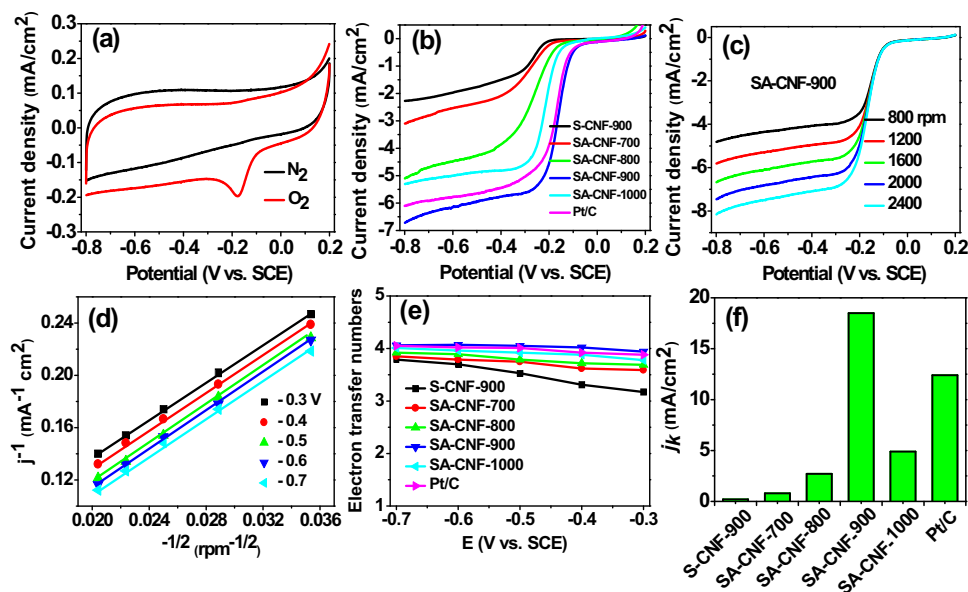 (a)
Current density (mA/cm²)
0.3
0.2
0.1
0.0
-0.1
-0.2
-0.3
N₂
O₂
-0.8 -0.6 -0.4 -0.2 0.0 0.2
Potential (V vs. SCE)
(b)
Current density (mA/cm²)
1
0
-1
-2
-3
-4
-5
-6
-7
S-CNF-900
SA-CNF-700
SA-CNF-800
SA-CNF-900
SA-CNF-1000
Pt/C
-0.8 -0.6 -0.4 -0.2 0.0 0.2
Potential (V vs. SCE)
(c)
Current density (mA/cm²)
0
-2
-4
-6
-8
SA-CNF-900
800 rpm
1200
1600
2000
2400
-0.8 -0.6 -0.4 -0.2 0.0 0.2
Potential (V vs. SCE)
(d)
j⁻¹ (mA⁻¹ cm²)
0.24
0.20
0.16
0.12
- 0.3 V
- 0.4
- 0.5
- 0.6
- 0.7
0.020 0.024 0.028 0.032 0.036
-1/2 (rpm⁻¹/²)
(e)
Electron transfer numbers
5
4
3
2
1
S-CNF-900
SA-CNF-700
SA-CNF-800
SA-CNF-900
SA-CNF-1000
Pt/C
-0.7 -0.6 -0.5 -0.4 -0.3
E (V vs. SCE)
(f)
jk (mA/cm²)
20
15
10
5
0
S-CNF-900
SA-CNF-700
SA-CNF-800
SA-CNF-900
SA-CNF-1000
Pt/C